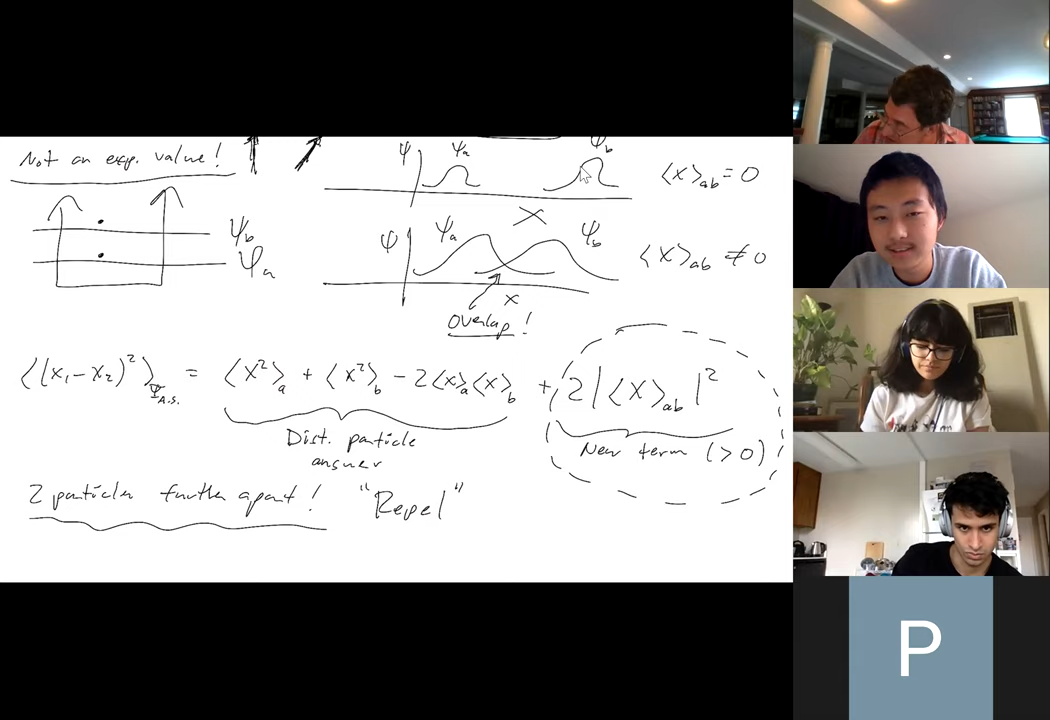 Not an exp. value!
ψ ψa ψb ⟨x⟩ab = 0
ψb
ψa
ψ ψa ψb ⟨x⟩ab ≠ 0
x
x
Overlap!
⟨(x₁-x₂)²⟩Ψ A.S. = ⟨x²⟩a + ⟨x²⟩b - 2⟨x⟩a⟨x⟩b + 2|⟨x⟩ab|²
Dist. particle
answer
New term (>0)
2 particles further apart! "Repel"
P